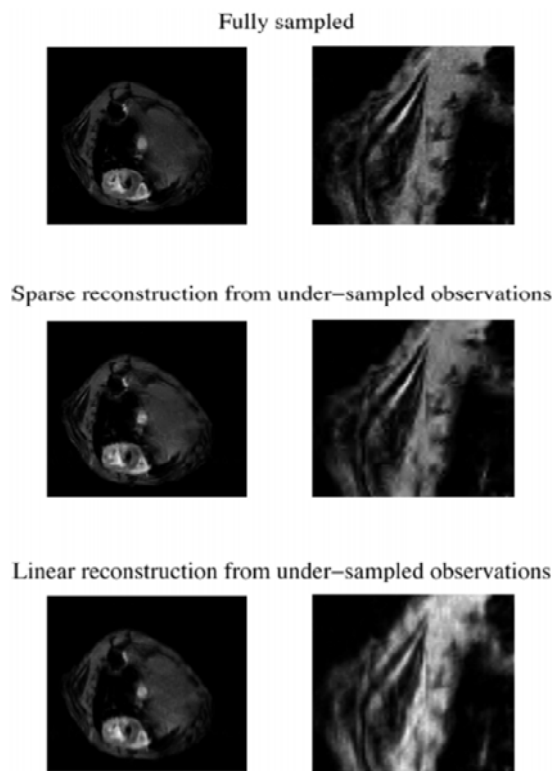 Fully sampled
Sparse reconstruction from under−sampled observations
Linear reconstruction from under−sampled observations